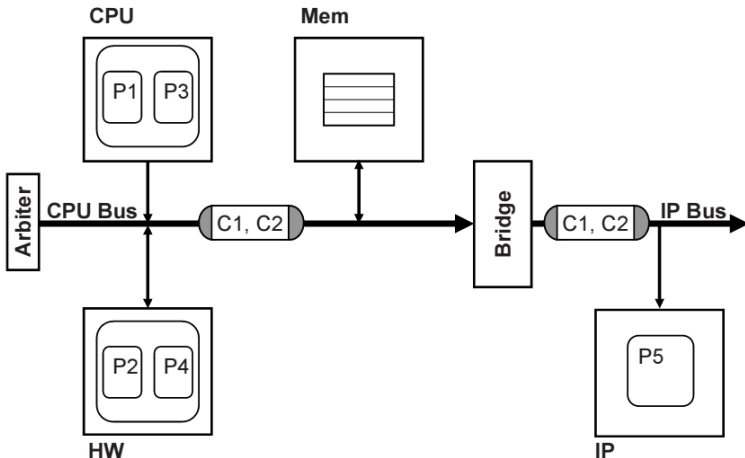 CPU
Mem
P1
P3
Arbiter
CPU Bus
C1, C2
Bridge
C1, C2
IP Bus
P2
P4
P5
HW
IP